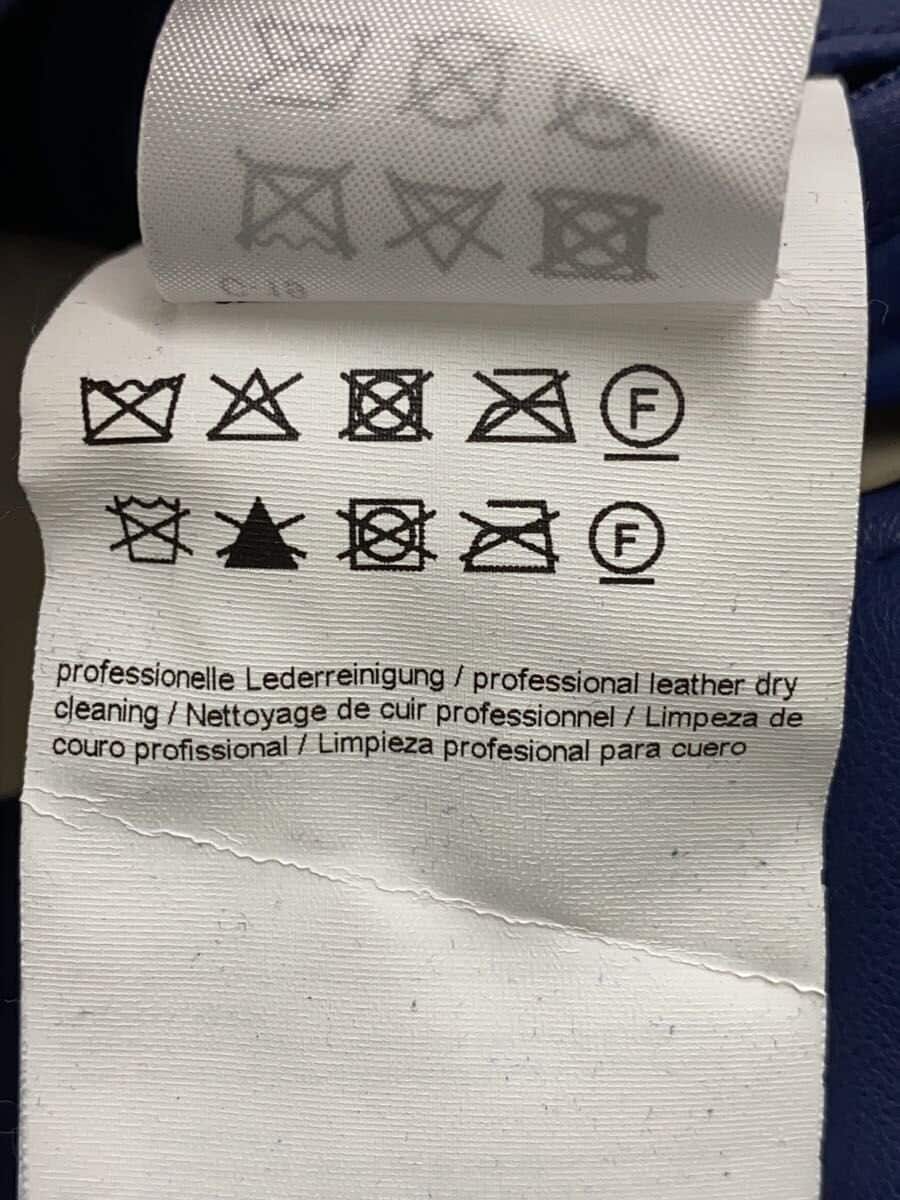 F
F
professionelle Lederreinigung / professional leather dry
cleaning / Nettoyage de cuir professionnel / Limpeza de
couro profissional / Limpieza profesional para cuero